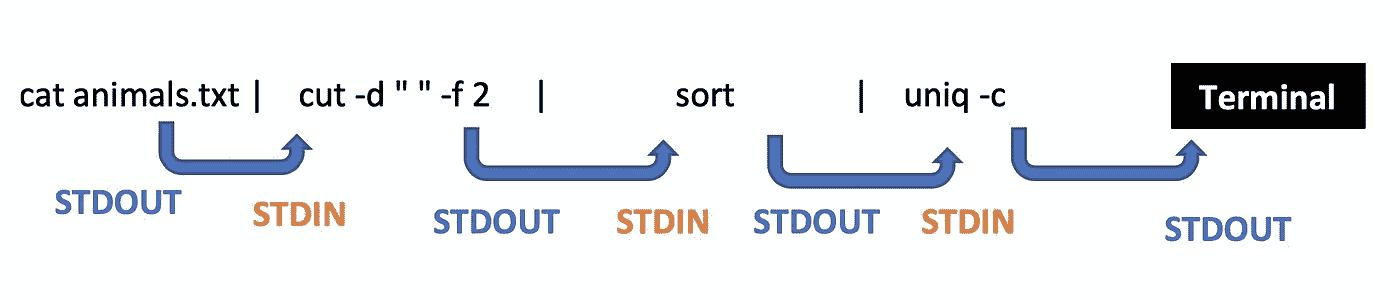 cat animals.txt | cut -d " " -f 2 | sort | uniq -c Terminal
STDOUT STDIN STDOUT STDIN STDOUT STDIN STDOUT